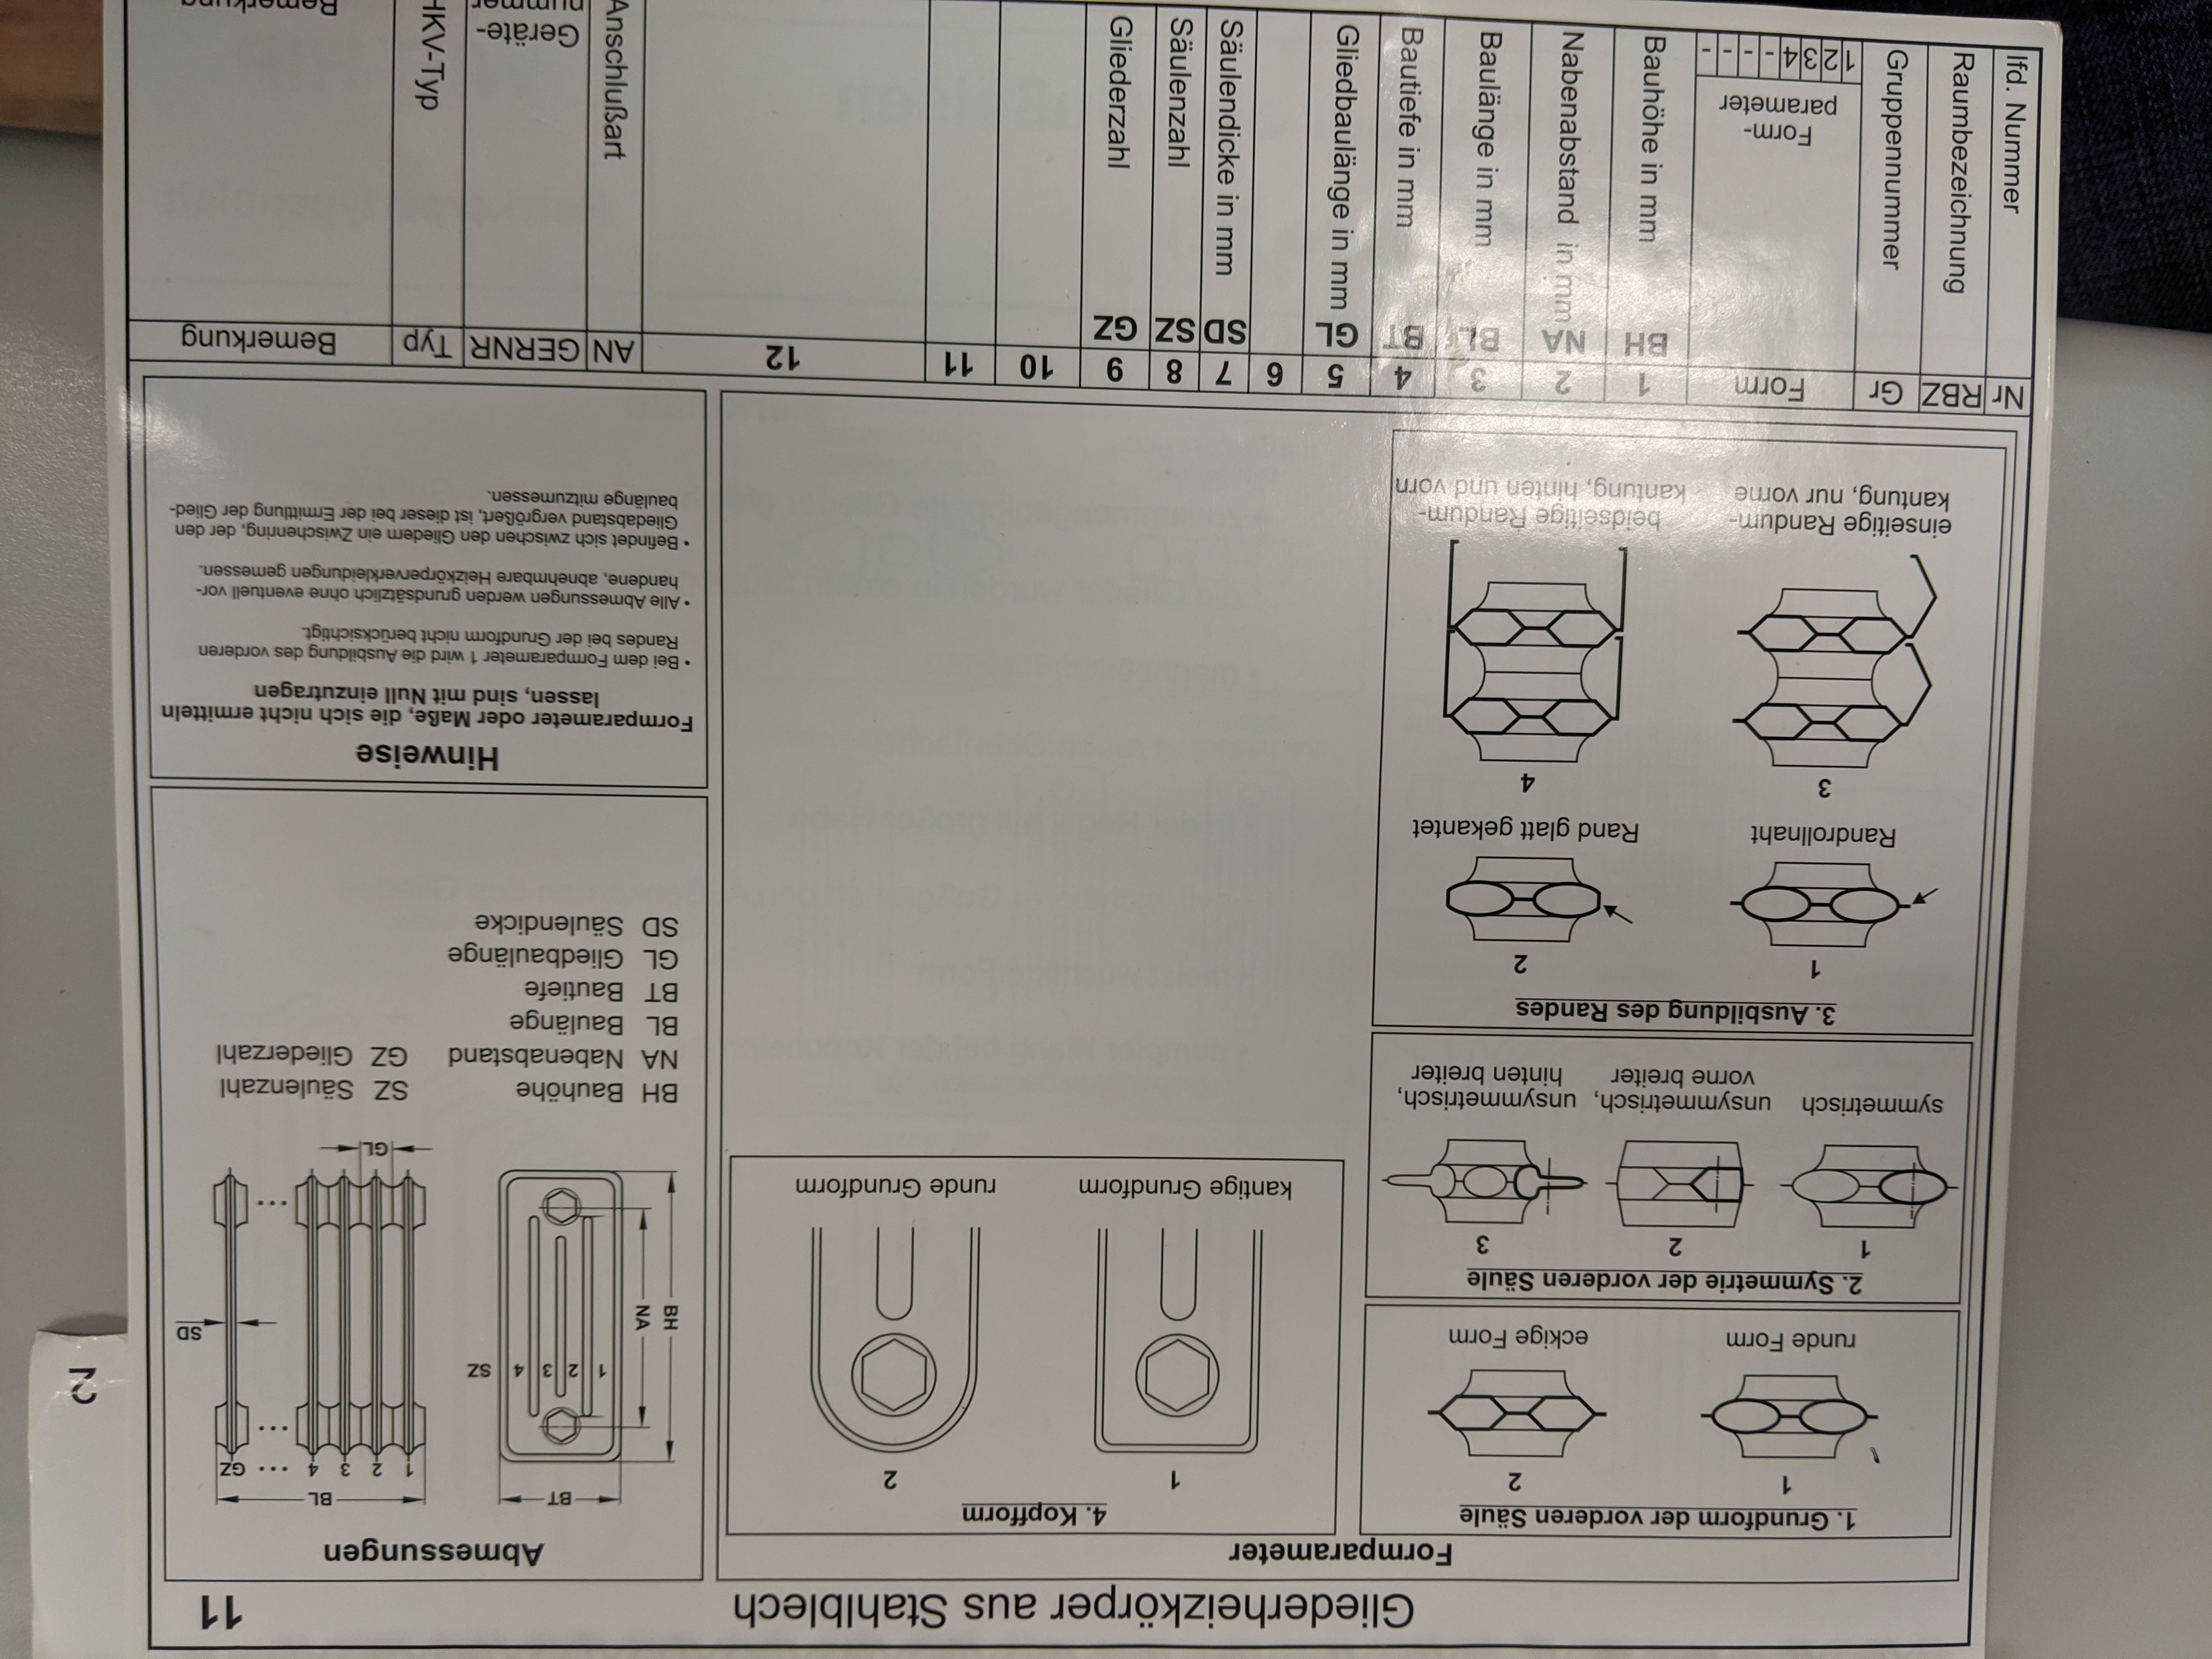 Gliederheizkörper aus Stahlblech
11
2
Formparameter
1. Grundform der vorderen Säule
1
2
runde Form
eckige Form
2. Symmetrie der vorderen Säule
1
2
3
symmetrisch
unsymmetrisch,
vorne breiter
unsymmetrisch,
hinten breiter
3. Ausbildung des Randes
1
2
Randrollnaht
Rand glatt gekantet
3
4
einseitige Randum-
kantung, nur vorne
beidseitige Randum-
kantung, hinten und vorn
4. Kopfform
1
2
kantige Grundform
runde Grundform
Abmessungen
BT
BL
1 2 3 4 ... GZ
BH
NA
1 2 3 4 SZ
SD
GL
BH Bauhöhe
SZ Säulenzahl
NA Nabenabstand
GZ Gliederzahl
BL Baulänge
BT Bautiefe
GL Gliedbaulänge
SD Säulendicke
Hinweise
Formparameter oder Maße, die sich nicht ermitteln
lassen, sind mit Null einzutragen
• Bei dem Formparameter 1 wird die Ausbildung des vorderen
Randes bei der Grundform nicht berücksichtigt.
• Alle Abmessungen werden grundsätzlich ohne eventuell vor-
handene, abnehmbare Heizkörperverkleidungen gemessen.
• Befindet sich zwischen den Gliedern ein Zwischenring, der den
Gliedabstand vergrößert, ist dieser bei der Ermittlung der Glied-
baulänge mitzumessen.
Nr RBZ Gr Form 1 2 3 4 5 6 7 8 9 10 11 12 AN GERNR Typ Bemerkung
BH NA BL BT GL SD SZ GZ
lfd. Nummer
Raumbezeichnung
Gruppennummer
Form-
parameter
1 2 3 4 - - - -
Bauhöhe in mm
Nabenabstand in mm
Baulänge in mm
Bautiefe in mm
Gliedbaulänge in mm
Säulendicke in mm
Säulenzahl
Gliederzahl
Anschlußart
Geräte-
nummer
HKV-Typ
Bemerkung